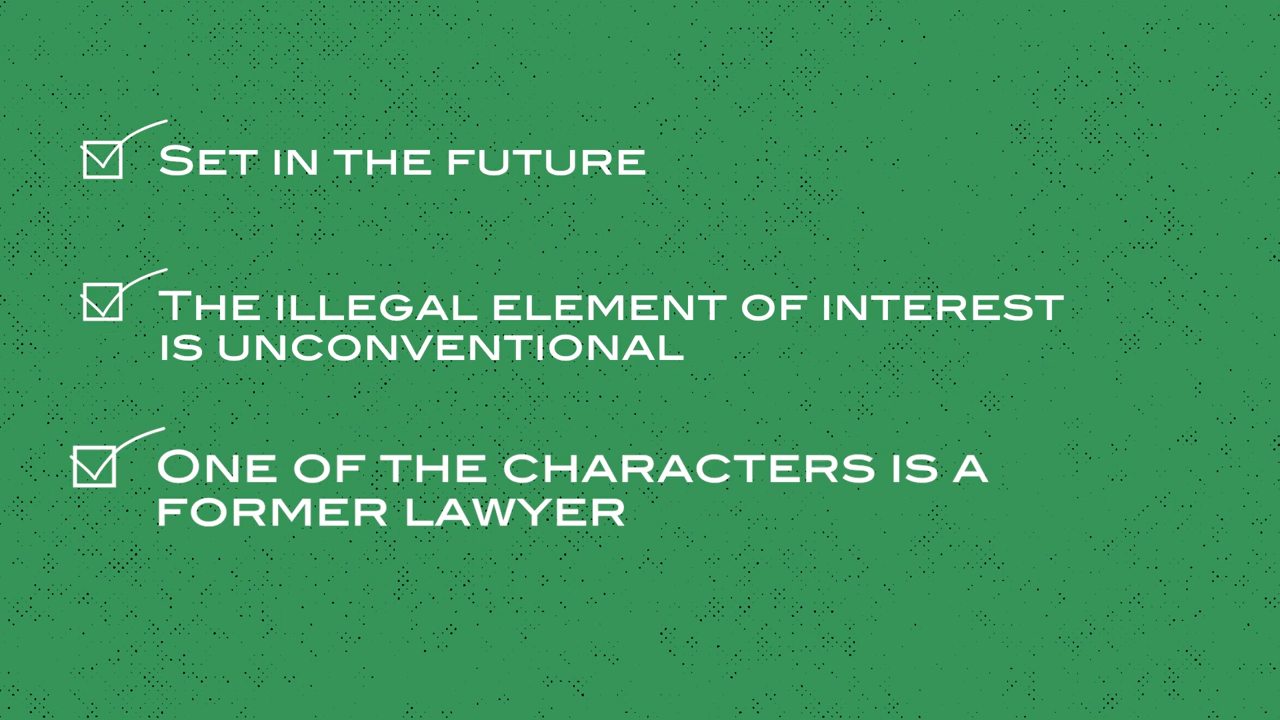 Set in the future
The illegal element of interest
is unconventional
One of the characters is a
former lawyer